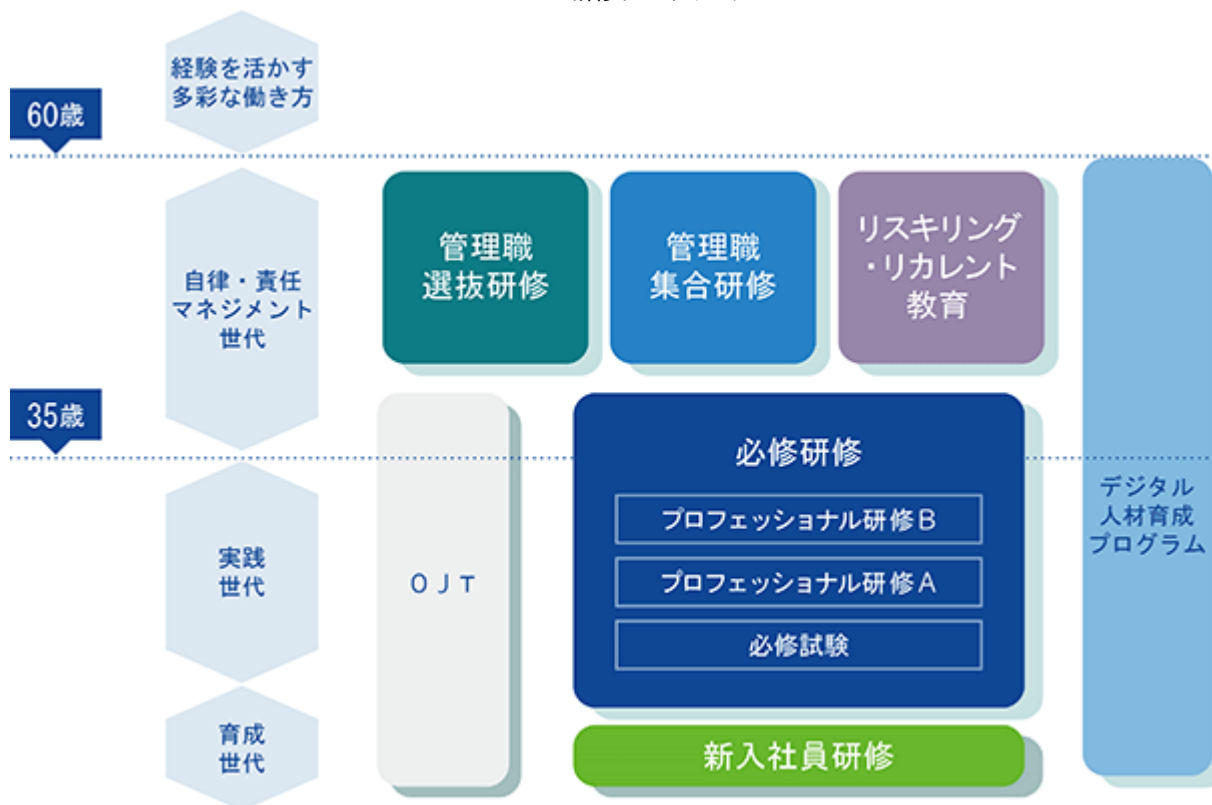 経験を活かす
多彩な働き方
60歳
管理職
選抜研修
管理職
集合研修
リスキリング
・リカレント
教育
自律・責任
マネジメント
世代
35歳
必修研修
プロフェッショナル研修B
プロフェッショナル研修A
必修試験
デジタル
人材育成
プログラム
実践
世代
OJT
育成
世代
新入社員研修